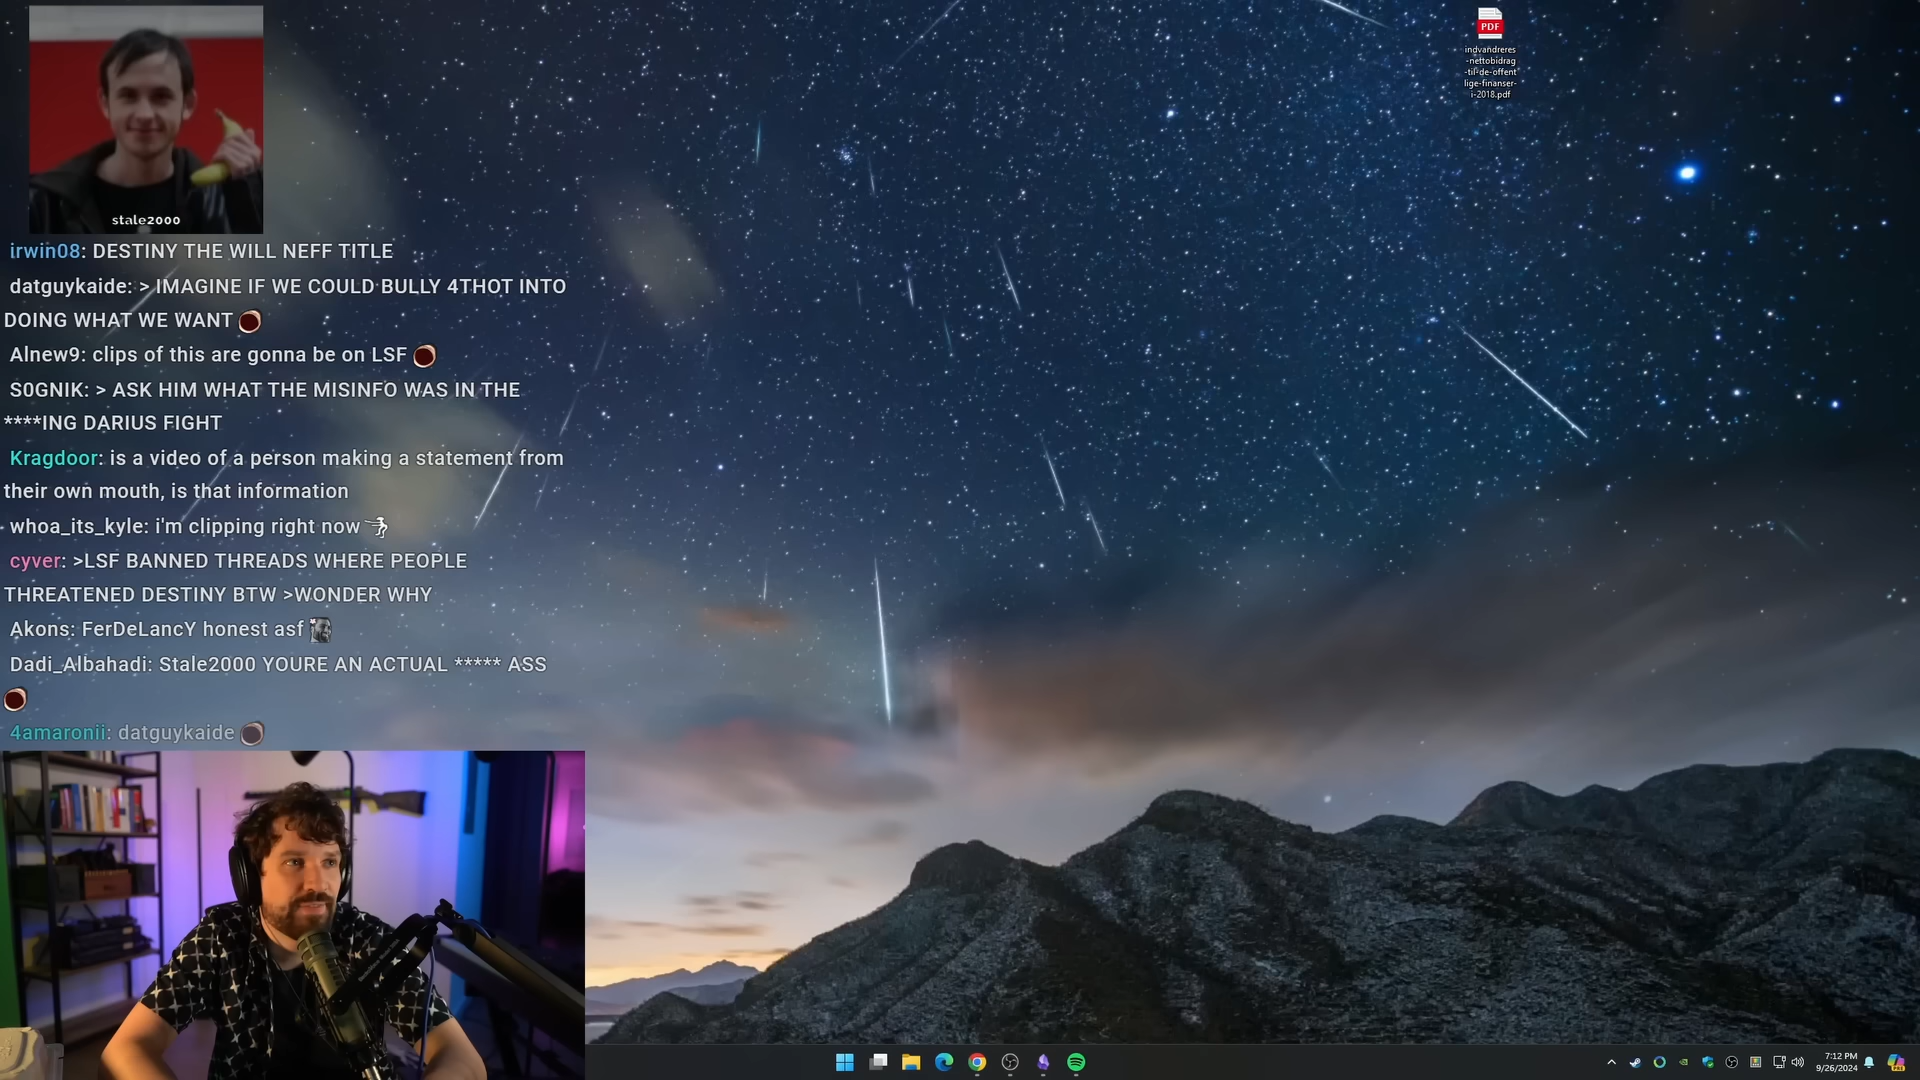 stale2000
irwin08: DESTINY THE WILL NEFF TITLE
datguykaide: > IMAGINE IF WE COULD BULLY 4THOT INTO
DOING WHAT WE WANT
Alnew9: clips of this are gonna be on LSF
S0GNIK: > ASK HIM WHAT THE MISINFO WAS IN THE
****ING DARIUS FIGHT
Kragdoor: is a video of a person making a statement from
their own mouth, is that information
whoa_its_kyle: i'm clipping right now
cyver: >LSF BANNED THREADS WHERE PEOPLE
THREATENED DESTINY BTW >WONDER WHY
Akons: FerDeLancY honest asf
Dadi_Albahadi: Stale2000 YOURE AN ACTUAL ***** ASS
4amaronii: datguykaide
PDF
indvandreres
-nettobidrag
-til-de-offent
lige-finanser-
i-2018.pdf
7:12 PM
9/26/2024